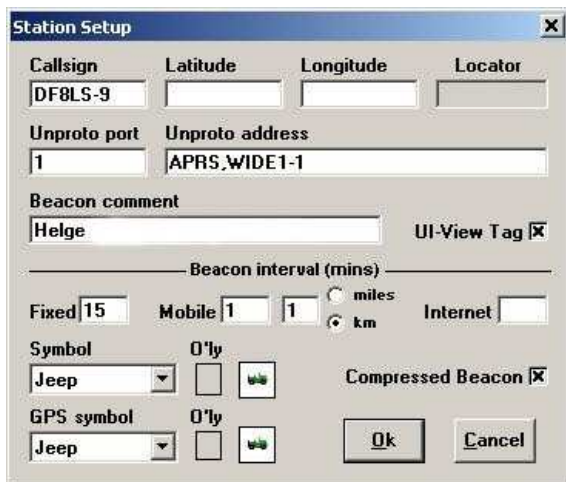 Station Setup
Callsign Latitude Longitude Locator
DF8LS-9
Unproto port Unproto address
1 APRS,WIDE1-1
Beacon comment
Helge UI-View Tag
Beacon interval (mins)
Fixed 15 Mobile 1 1 miles km Internet
Symbol O'ly
Jeep Compressed Beacon
GPS symbol O'ly
Jeep Ok Cancel